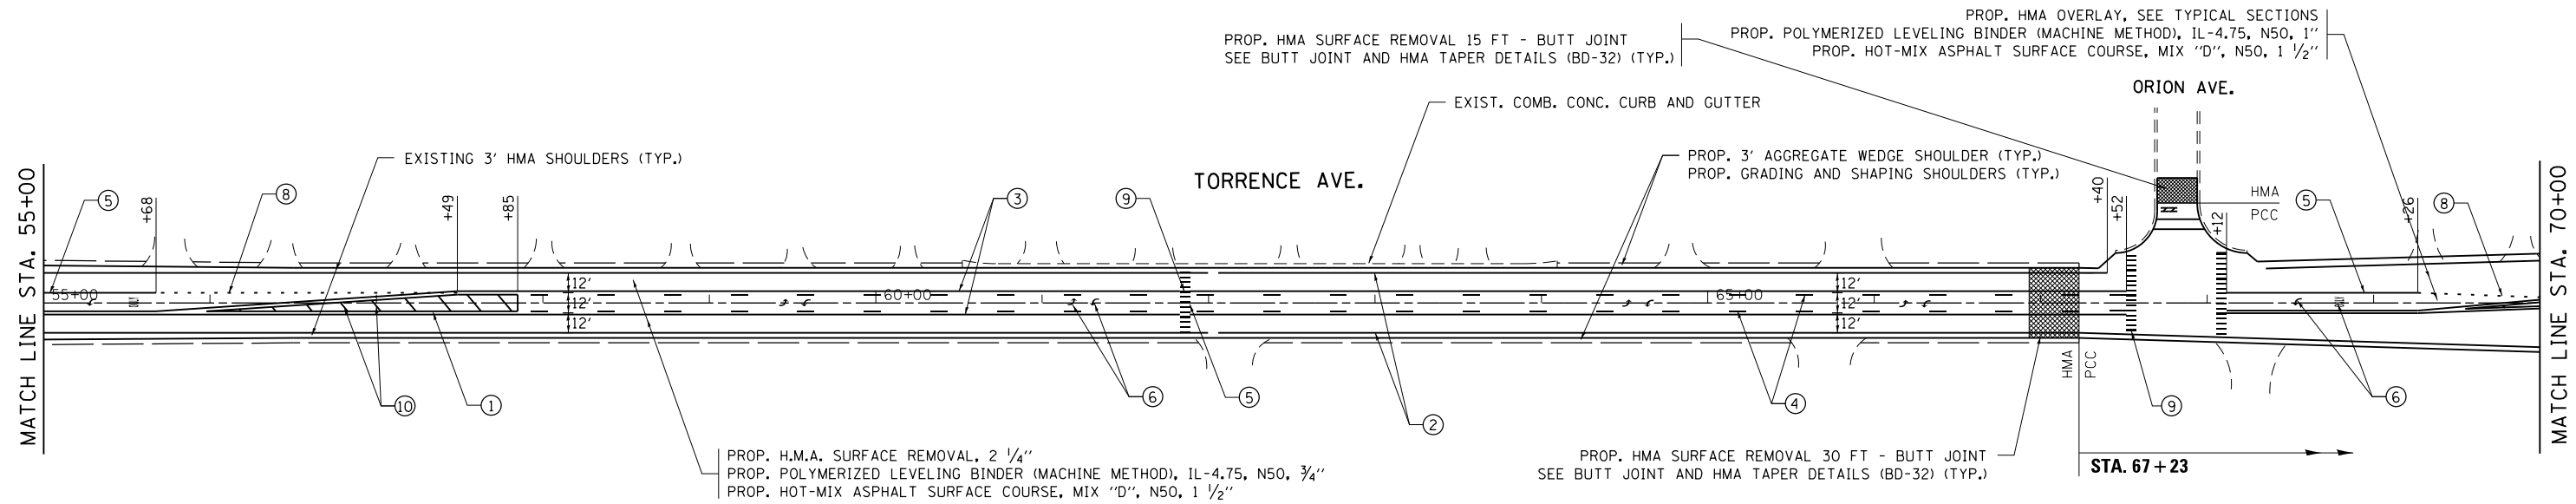 PROP. HMA OVERLAY, SEE TYPICAL SECTIONS
PROP. POLYMERIZED LEVELING BINDER (MACHINE METHOD), IL-4.75, N50, 1"
PROP. HOT-MIX ASPHALT SURFACE COURSE, MIX "D", N50, 1 1/2"
PROP. HMA SURFACE REMOVAL 15 FT - BUTT JOINT
SEE BUTT JOINT AND HMA TAPER DETAILS (BD-32) (TYP.)
ORION AVE.
EXIST. COMB. CONC. CURB AND GUTTER
EXISTING 3' HMA SHOULDERS (TYP.)
PROP. 3' AGGREGATE WEDGE SHOULDER (TYP.)
PROP. GRADING AND SHAPING SHOULDERS (TYP.)
TORRENCE AVE.
MATCH LINE STA. 55+00
5
+68
8
+49
+85
3
9
+40
+52
+12
HMA
PCC
5
+26
8
MATCH LINE STA. 70+00
12'
12'
12'
12'
12'
12'
55+00
60+00
65+00
10
1
6
5
2
4
HMA
PCC
9
6
PROP. H.M.A. SURFACE REMOVAL, 2 1/4"
PROP. POLYMERIZED LEVELING BINDER (MACHINE METHOD), IL-4.75, N50, 3/4"
PROP. HOT-MIX ASPHALT SURFACE COURSE, MIX "D", N50, 1 1/2"
PROP. HMA SURFACE REMOVAL 30 FT - BUTT JOINT
SEE BUTT JOINT AND HMA TAPER DETAILS (BD-32) (TYP.)
STA. 67+23